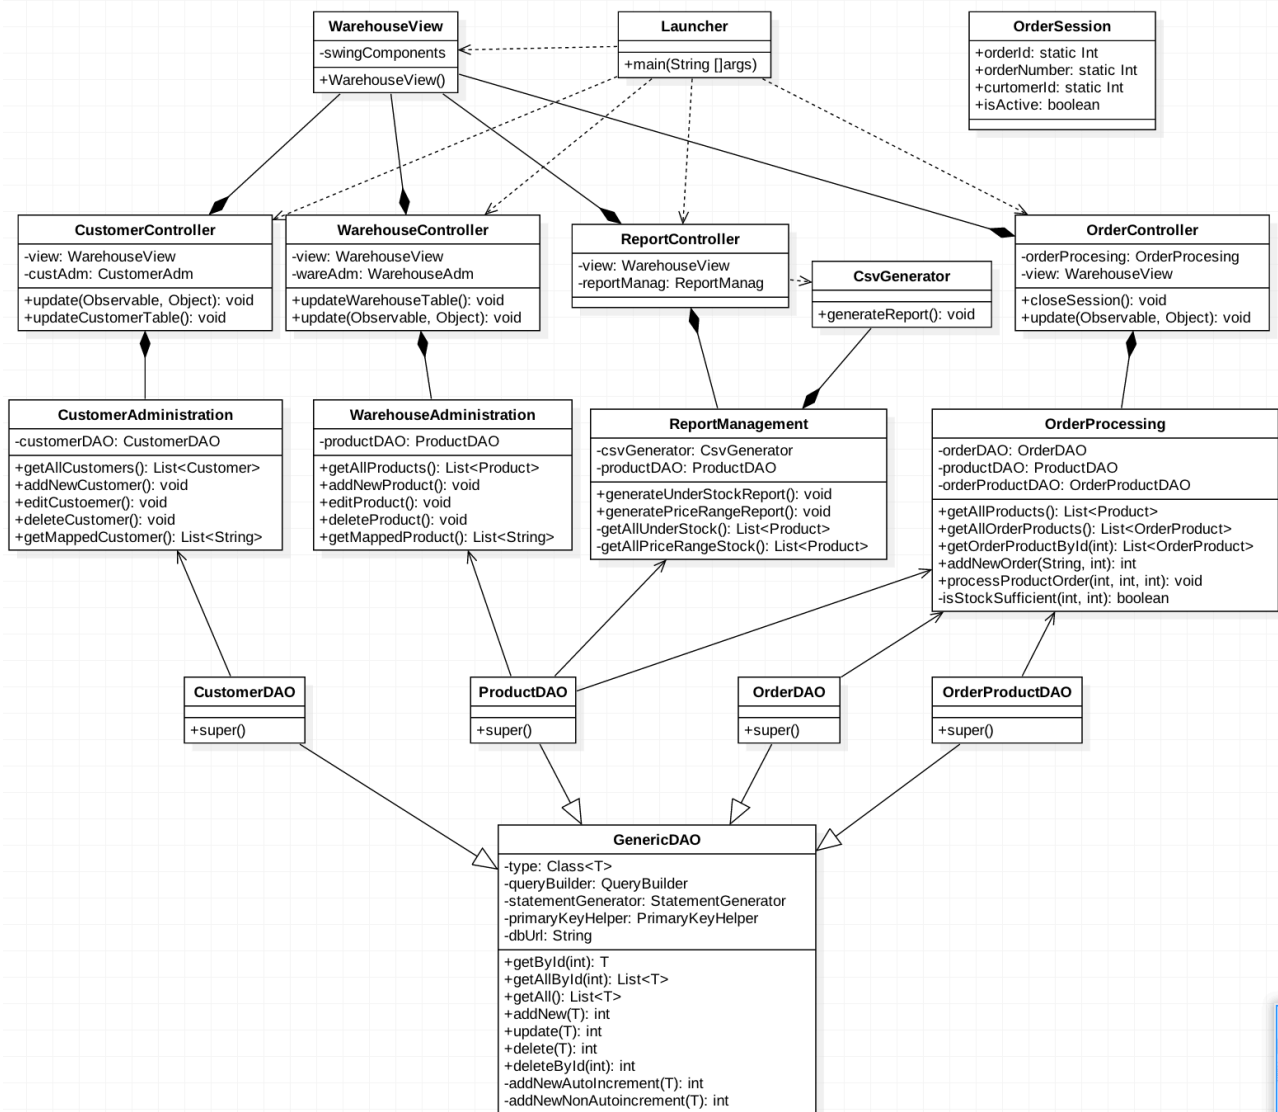 WarehouseView
-swingComponents
+WarehouseView()
Launcher
+main(String []args)
OrderSession
+orderId: static Int
+orderNumber: static Int
+curtomerId: static Int
+isActive: boolean
CustomerController
-view: WarehouseView
-custAdm: CustomerAdm
+update(Observable, Object): void
+updateCustomerTable(): void
WarehouseController
-view: WarehouseView
-wareAdm: WarehouseAdm
+updateWarehouseTable(): void
+update(Observable, Object): void
ReportController
-view: WarehouseView
-reportManag: ReportManag
CsvGenerator
+generateReport(): void
OrderController
-orderProcesing: OrderProcesing
-view: WarehouseView
+closeSession(): void
+update(Observable, Object): void
CustomerAdministration
-customerDAO: CustomerDAO
+getAllCustomers(): List<Customer>
+addNewCustomer(): void
+editCustoemer(): void
+deleteCustomer(): void
+getMappedCustomer(): List<String>
WarehouseAdministration
-productDAO: ProductDAO
+getAllProducts(): List<Product>
+addNewProduct(): void
+editProduct(): void
+deleteProduct(): void
+getMappedProduct(): List<String>
ReportManagement
-csvGenerator: CsvGenerator
-productDAO: ProductDAO
+generateUnderStockReport(): void
+generatePriceRangeReport(): void
-getAllUnderStock(): List<Product>
-getAllPriceRangeStock(): List<Product>
OrderProcessing
-orderDAO: OrderDAO
-productDAO: ProductDAO
-orderProductDAO: OrderProductDAO
+getAllProducts(): List<Product>
+getAllOrderProducts(): List<OrderProduct>
+getOrderProductById(int): List<OrderProduct>
+addNewOrder(String, int): int
+processProductOrder(int, int, int): void
-isStockSufficient(int, int): boolean
CustomerDAO
+super()
ProductDAO
+super()
OrderDAO
+super()
OrderProductDAO
+super()
GenericDAO
-type: Class<T>
-queryBuilder: QueryBuilder
-statementGenerator: StatementGenerator
-primaryKeyHelper: PrimaryKeyHelper
-dbUrl: String
+getById(int): T
+getAllById(int): List<T>
+getAll(): List<T>
+addNew(T): int
+update(T): int
+delete(T): int
+deleteById(int): int
-addNewAutoIncrement(T): int
-addNewNonAutoincrement(T): int